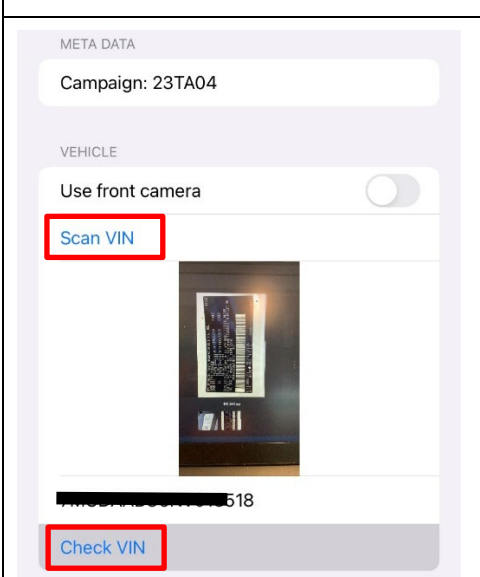 META DATA
Campaign: 23TA04
VEHICLE
Use front camera
Scan VIN
518
Check VIN